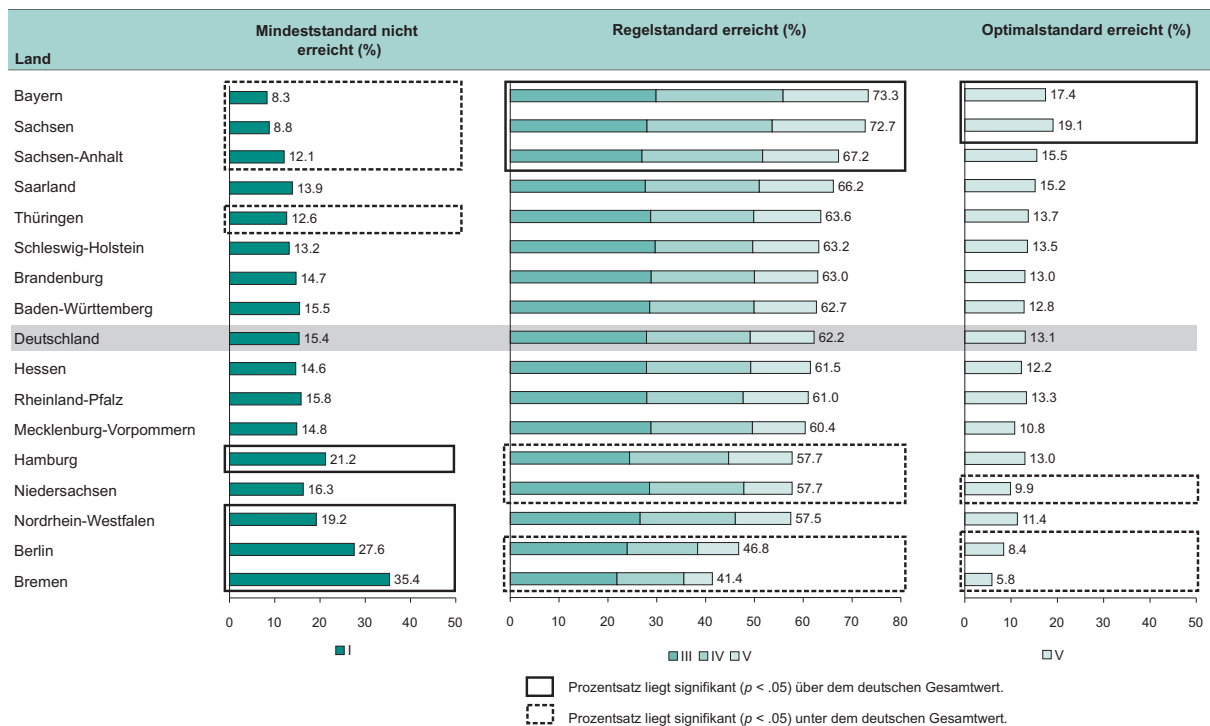 Land Mindeststandard nicht erreicht (%) Regelstandard erreicht (%) Optimalstandard erreicht (%)
Bayern 8.3 73.3 17.4
Sachsen 8.8 72.7 19.1
Sachsen-Anhalt 12.1 67.2 15.5
Saarland 13.9 66.2 15.2
Thüringen 12.6 63.6 13.7
Schleswig-Holstein 13.2 63.2 13.5
Brandenburg 14.7 63.0 13.0
Baden-Württemberg 15.5 62.7 12.8
Deutschland 15.4 62.2 13.1
Hessen 14.6 61.5 12.2
Rheinland-Pfalz 15.8 61.0 13.3
Mecklenburg-Vorpommern 14.8 60.4 10.8
Hamburg 21.2 57.7 13.0
Niedersachsen 16.3 57.7 9.9
Nordrhein-Westfalen 19.2 57.5 11.4
Berlin 27.6 46.8 8.4
Bremen 35.4 41.4 5.8
0 10 20 30 40 50 0 10 20 30 40 50 60 70 80 0 10 20 30 40 50
I III IV V V
Prozentsatz liegt signifikant (p < .05) über dem deutschen Gesamtwert.
Prozentsatz liegt signifikant (p < .05) unter dem deutschen Gesamtwert.